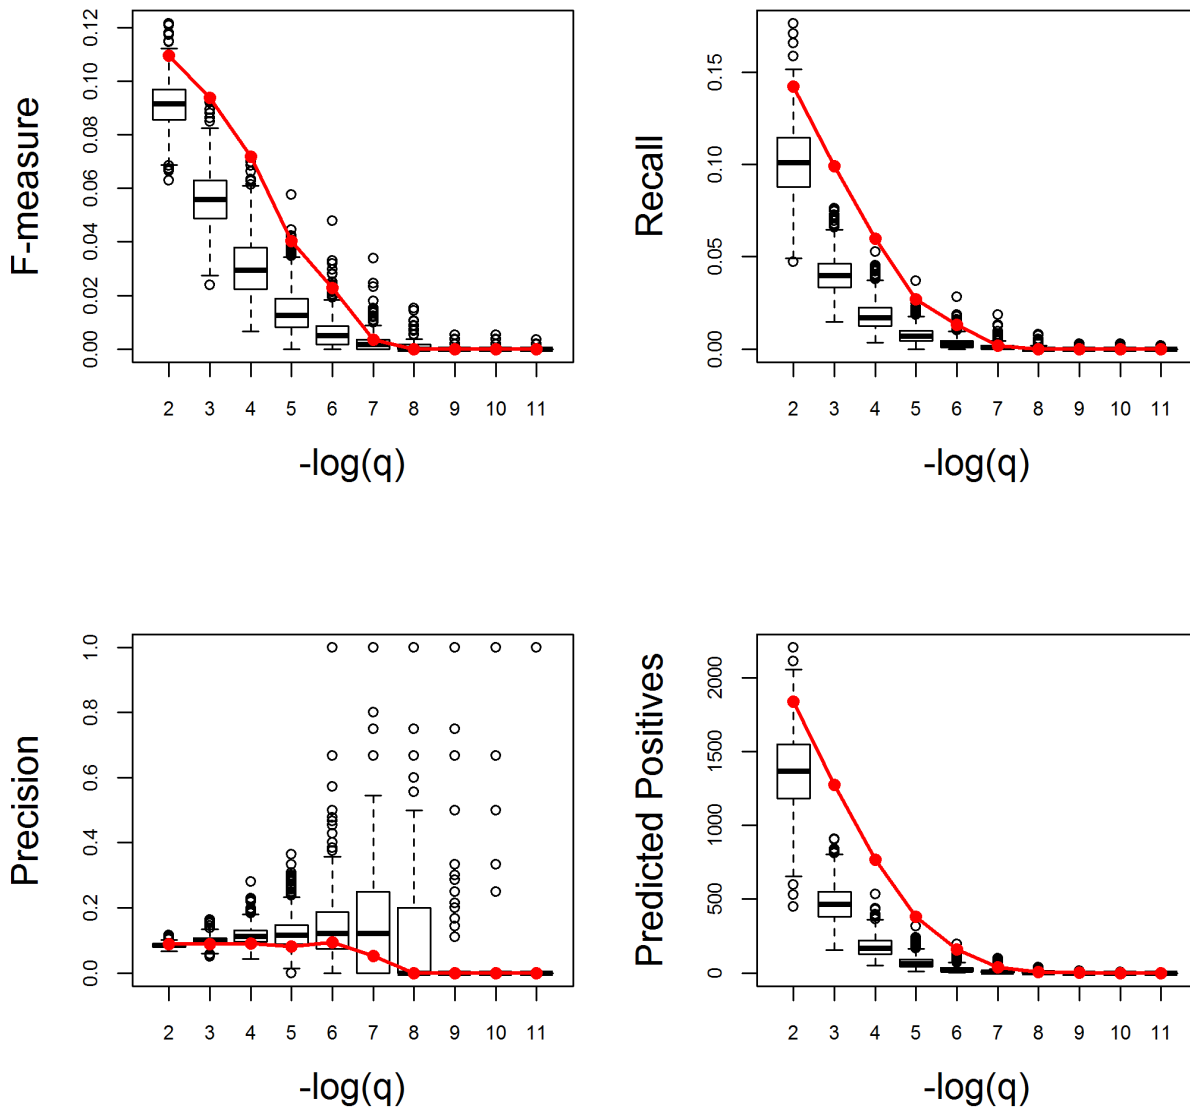 F-measure
0.12
0.10
0.08
0.06
0.04
0.02
0.00
2 3 4 5 6 7 8 9 10 11
-log(q)
Recall
0.15
0.10
0.05
0.00
2 3 4 5 6 7 8 9 10 11
-log(q)
Precision
1.0
0.8
0.6
0.4
0.2
0.0
2 3 4 5 6 7 8 9 10 11
-log(q)
Predicted Positives
2000
1500
1000
500
0
2 3 4 5 6 7 8 9 10 11
-log(q)